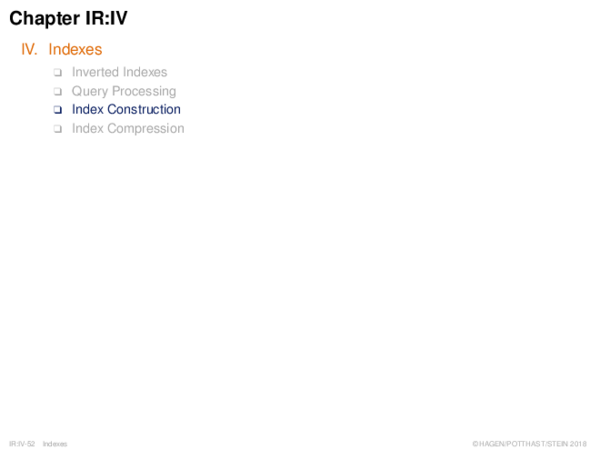 Chapter IR:IV
IV. Indexes
❑ Inverted Indexes
❑ Query Processing
❑ Index Construction
❑ Index Compression
IR:IV-52 Indexes ©HAGEN/POTTHAST/STEIN 2018